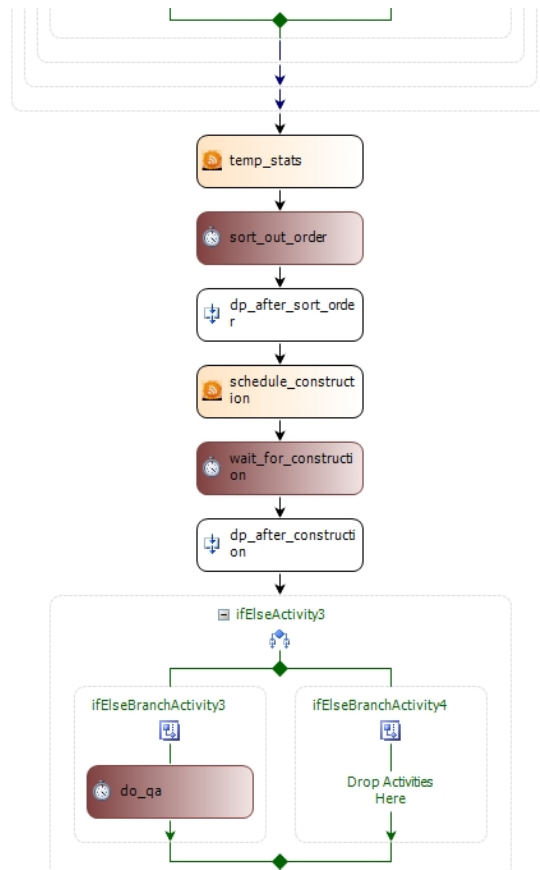 temp_stats
sort_out_order
dp_after_sort_orde
r
schedule_construct
ion
wait_for_constructi
on
dp_after_constructi
on
ifElseActivity3
ifElseBranchActivity3
ifElseBranchActivity4
do_qa
Drop Activities
Here